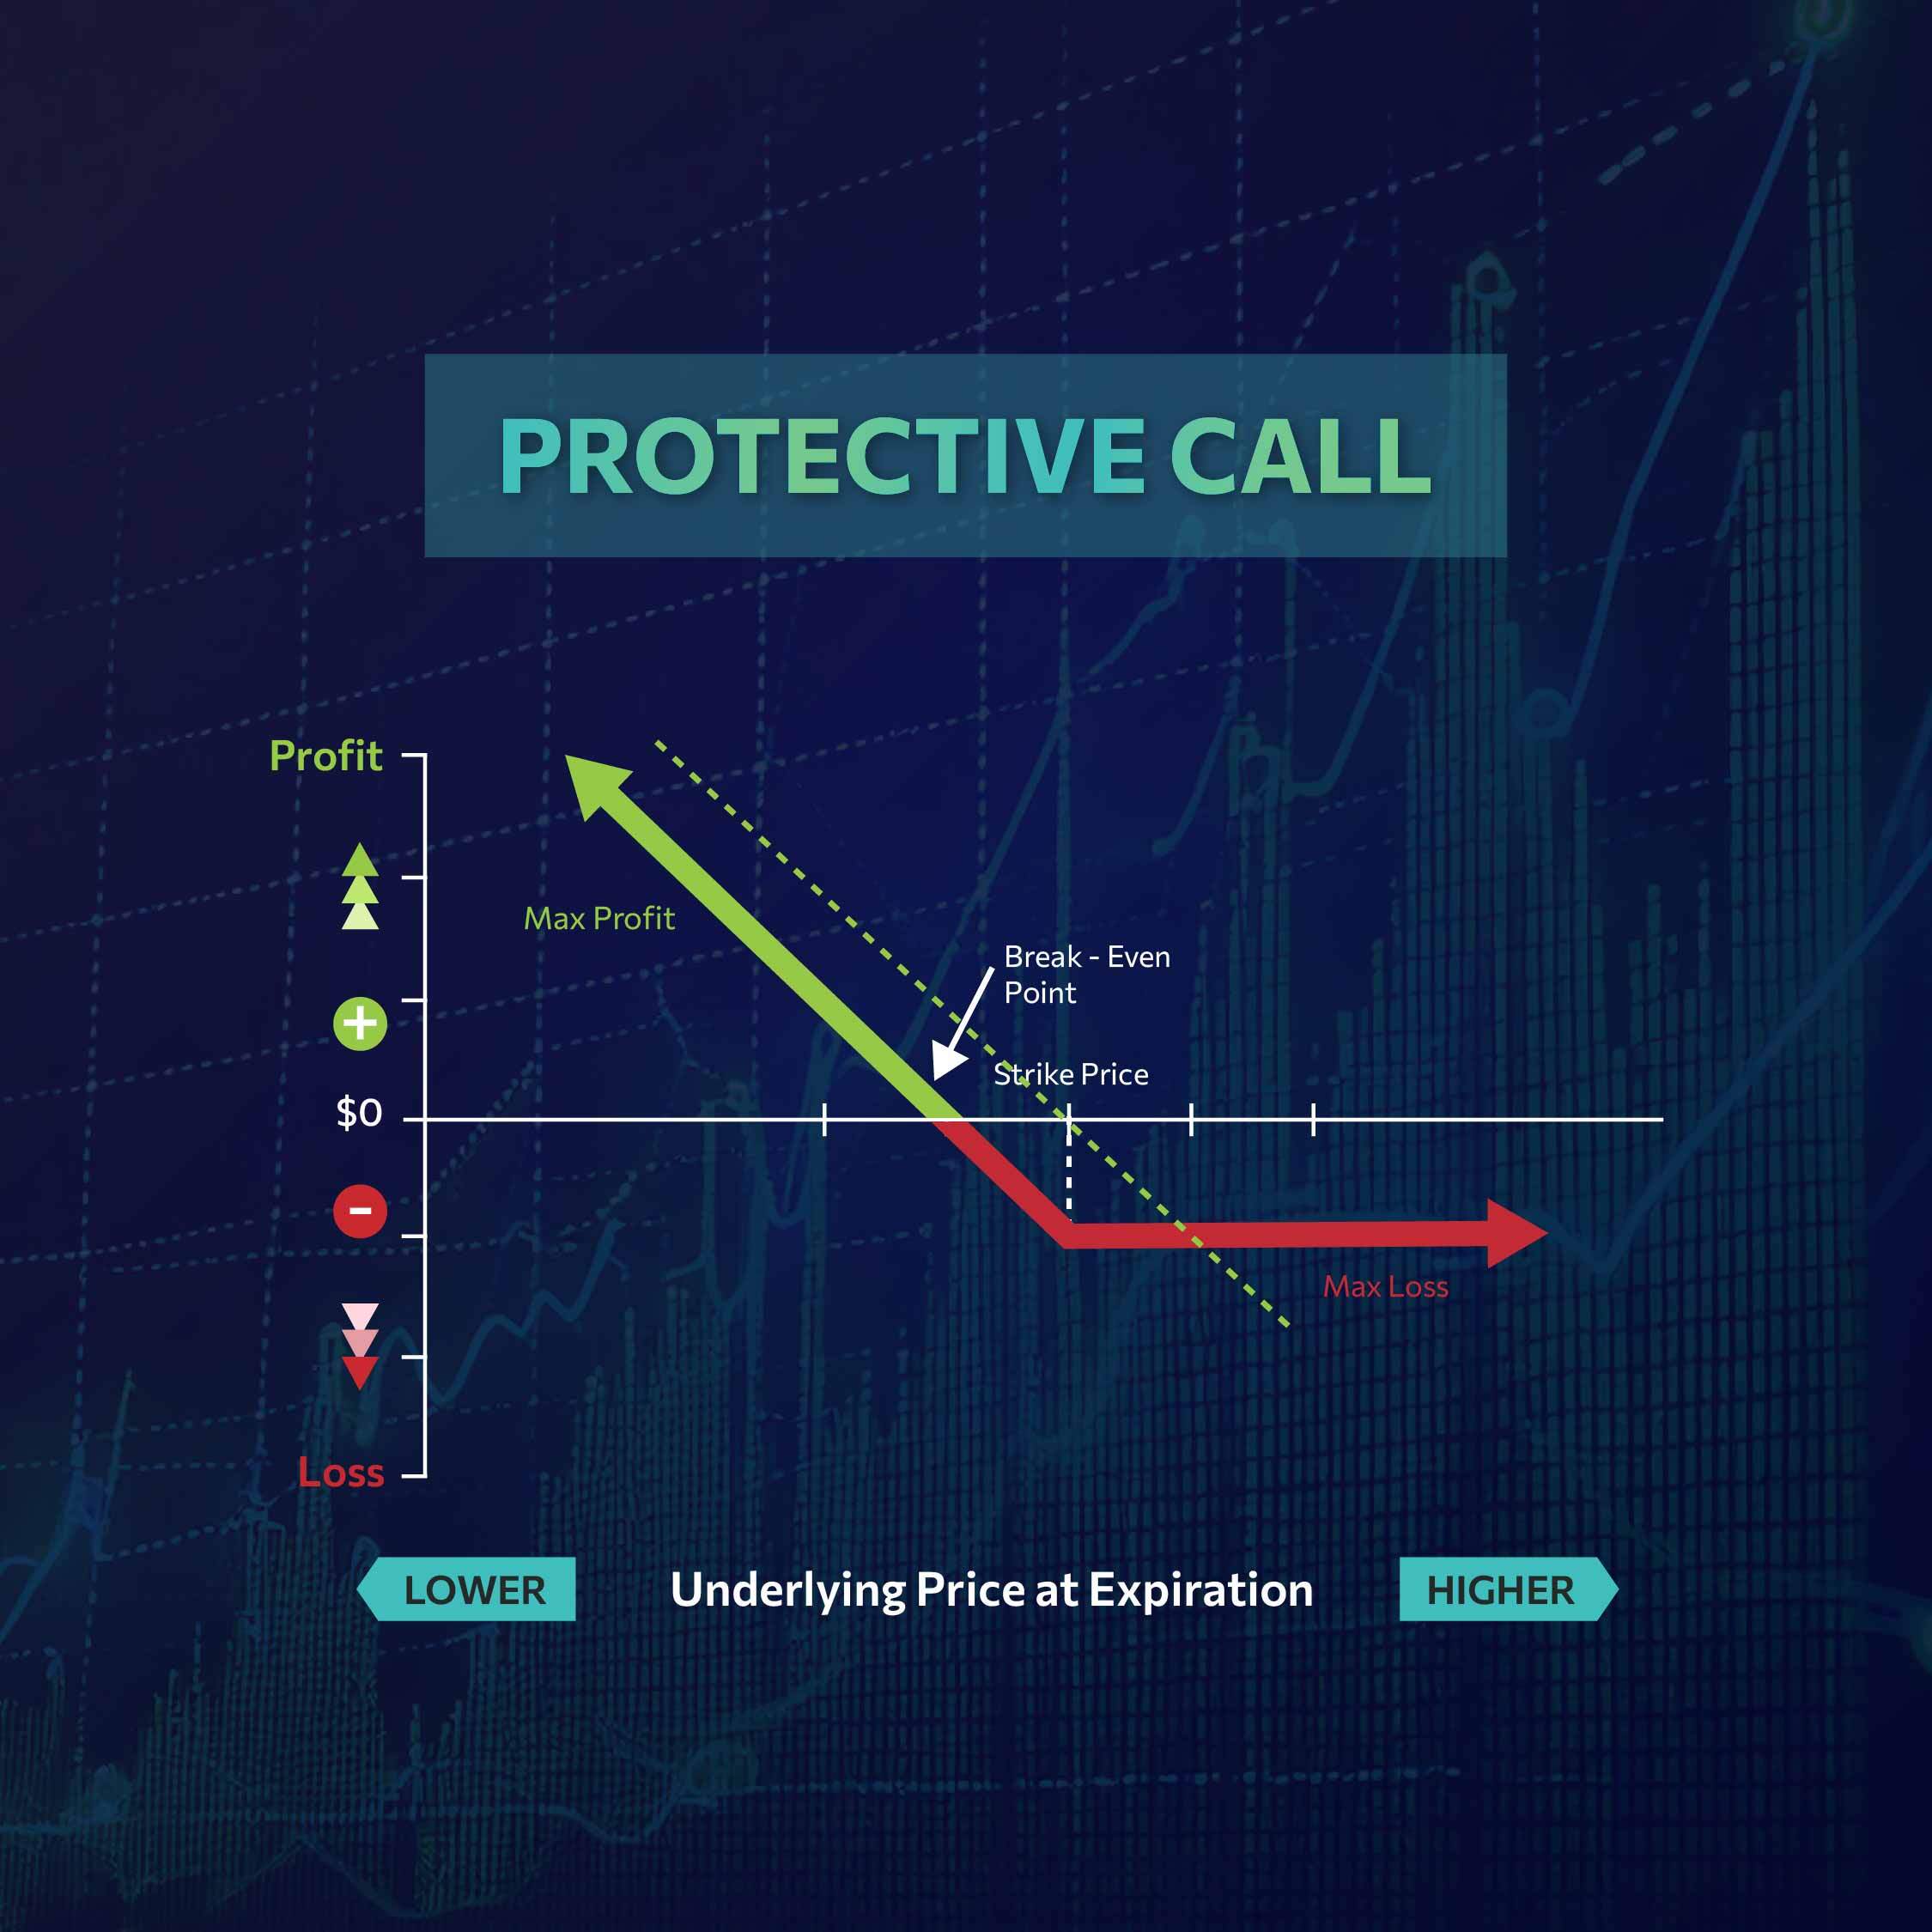 PROTECTIVE CALL
Profit
Max Profit
Break - Even
Point
Strike Price
$0
Max Loss
Loss
LOWER
Underlying Price at Expiration
HIGHER